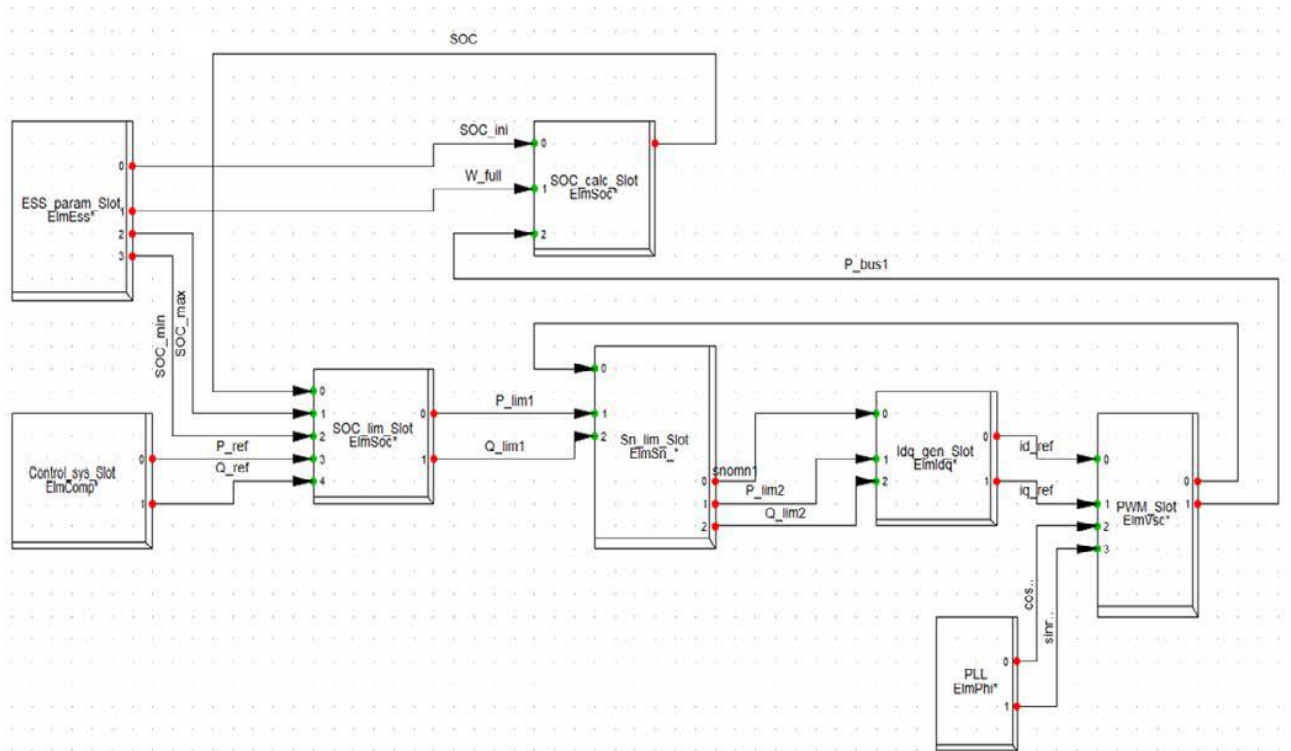 SOC
SOC_ini
W_full
0
1
2
SOC_calc_Slot
ElmSoc*
0
1
2
3
ESS_param_Slot
ElmEss*
P_bus1
SOC_min
SOC_max
0
1
2
3
4
SOC_lim_Slot
ElmSoc*
0
1
P_lim1
Q_lim1
P_ref
Q_ref
0
1
Control_sys_Slot
ElmComp*
0
1
2
Sn_lim_Slot
ElmSn_*
0
1
2
snomn1
P_lim2
Q_lim2
0
1
2
Idq_gen_Slot
ElmIdq*
0
1
id_ref
iq_ref
0
1
2
3
PWM_Slot
ElmVsc*
0
1
cos..
sinr..
0
1
PLL
ElmPhi*